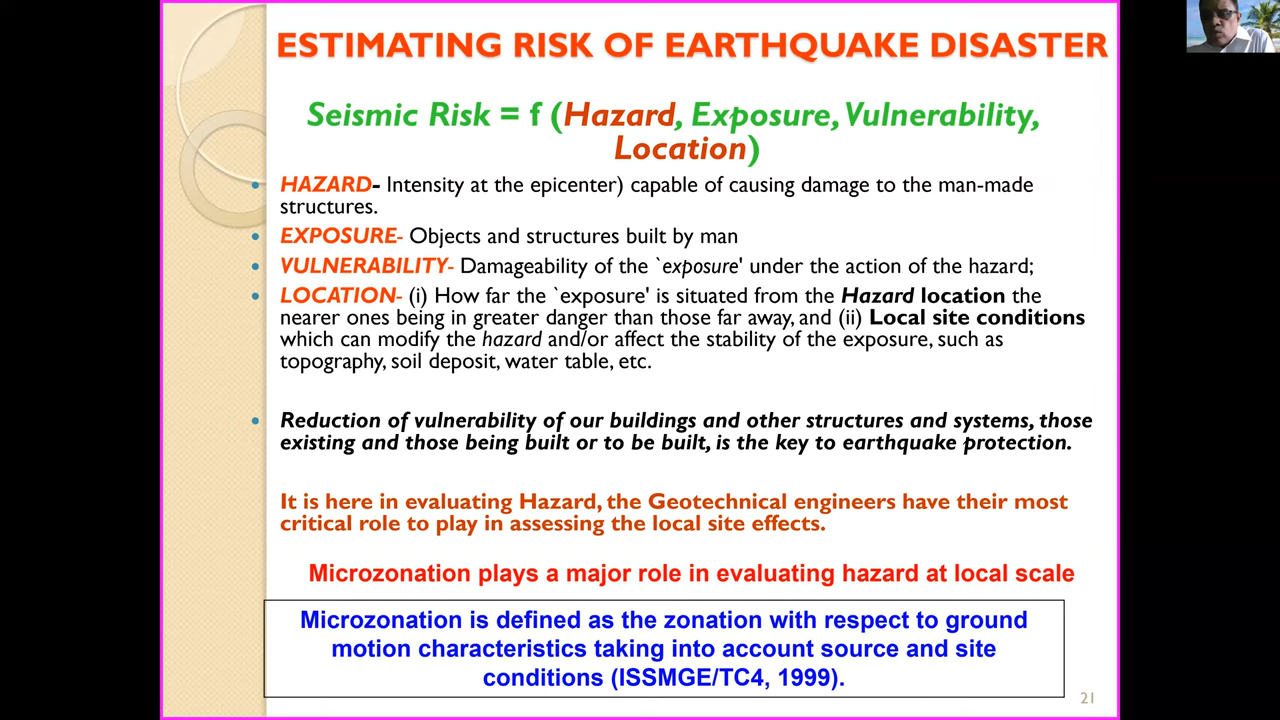 ESTIMATING RISK OF EARTHQUAKE DISASTER
Seismic Risk = f (Hazard, Exposure, Vulnerability,
Location)
• HAZARD- Intensity at the epicenter) capable of causing damage to the man-made
structures.
• EXPOSURE- Objects and structures built by man
• VULNERABILITY- Damageability of the `exposure' under the action of the hazard;
• LOCATION- (i) How far the `exposure' is situated from the Hazard location the
nearer ones being in greater danger than those far away, and (ii) Local site conditions
which can modify the hazard and/or affect the stability of the exposure, such as
topography, soil deposit, water table, etc.
• Reduction of vulnerability of our buildings and other structures and systems, those
existing and those being built or to be built, is the key to earthquake protection.
It is here in evaluating Hazard, the Geotechnical engineers have their most
critical role to play in assessing the local site effects.
Microzonation plays a major role in evaluating hazard at local scale
Microzonation is defined as the zonation with respect to ground
motion characteristics taking into account source and site
conditions (ISSMGE/TC4, 1999).
21